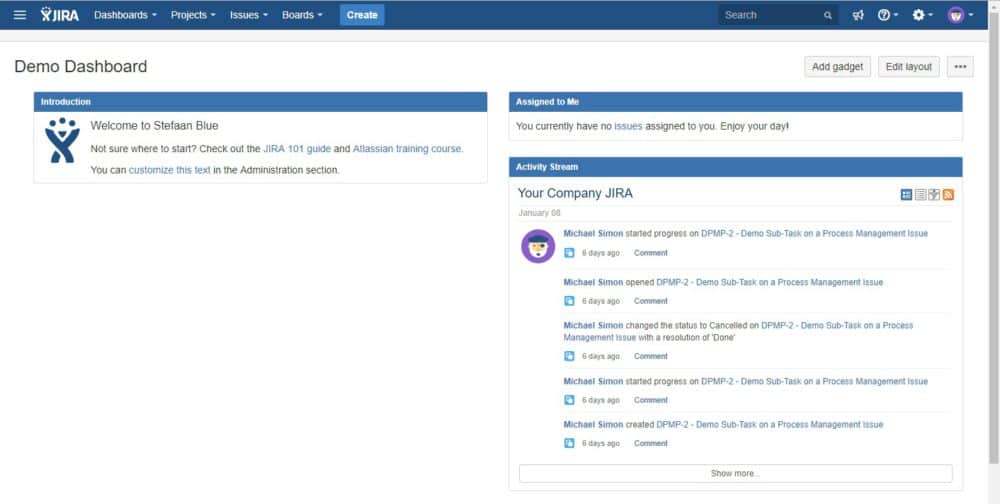 JIRA Dashboards Projects Issues Boards Create Search
Demo Dashboard
Add gadget Edit layout
Introduction
Welcome to Stefaan Blue
Not sure where to start? Check out the JIRA 101 guide and Atlassian training course.
You can customize this text in the Administration section.
Assigned to Me
You currently have no issues assigned to you. Enjoy your day!
Activity Stream
Your Company JIRA
January 08
Michael Simon started progress on DPMP-2 - Demo Sub-Task on a Process Management Issue
6 days ago Comment
Michael Simon opened DPMP-2 - Demo Sub-Task on a Process Management Issue
6 days ago Comment
Michael Simon changed the status to Cancelled on DPMP-2 - Demo Sub-Task on a Process
Management Issue with a resolution of 'Done'
6 days ago Comment
Michael Simon started progress on DPMP-2 - Demo Sub-Task on a Process Management Issue
6 days ago Comment
Michael Simon created DPMP-2 - Demo Sub-Task on a Process Management Issue
6 days ago Comment
Show more...